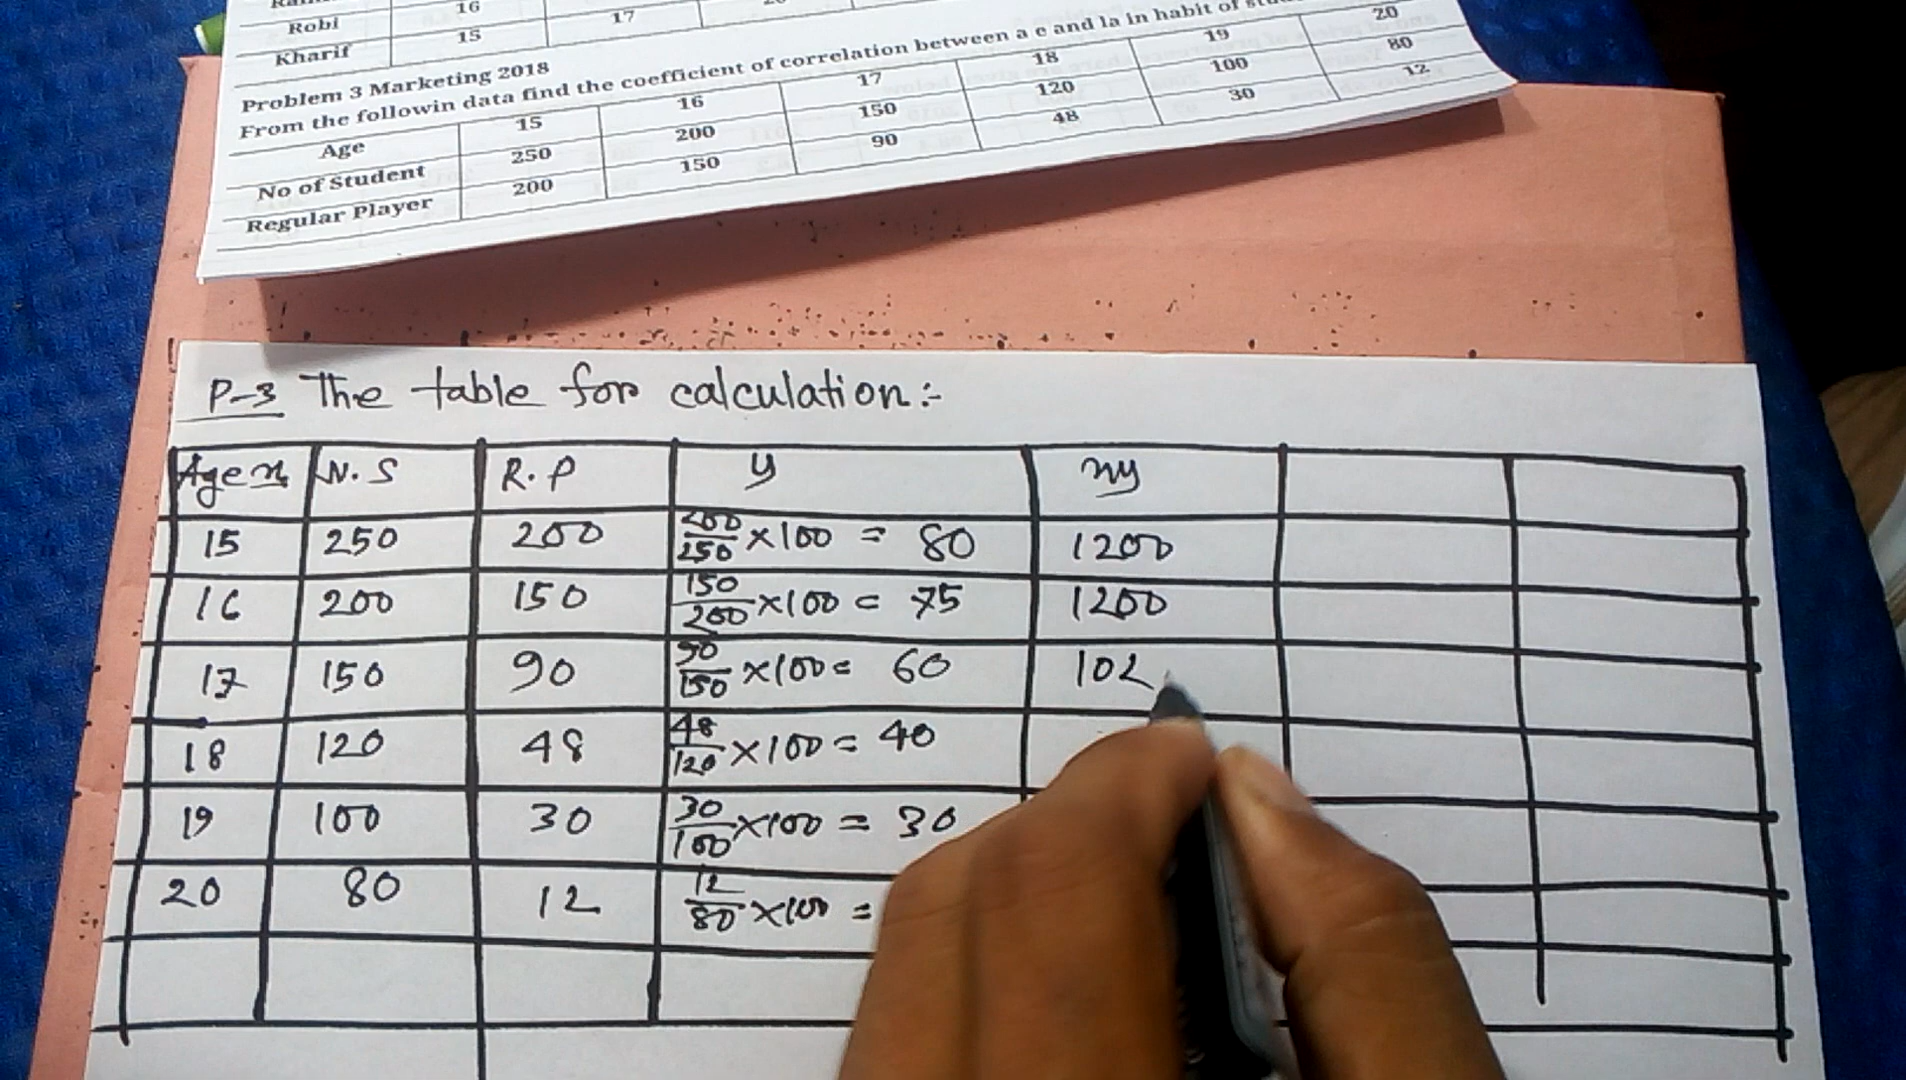 Robi 16 17
Kharif 15
Problem 3 Marketing 2018
From the followin data find the coefficient of correlation between a e and la in habit of
Age 15 16 17 18 19 20
No of Student 250 200 150 120 100 80
Regular Player 200 150 90 48 30 12
P-3 The table for calculation:-
Age x N.S R.P y xy
15 250 200 200/250 ×100 = 80 1200
16 200 150 150/200 ×100 = 75 1200
17 150 90 90/150 ×100 = 60 102
18 120 48 48/120 ×100 = 40
19 100 30 30/100 ×100 = 30
20 80 12 12/80 ×100 =